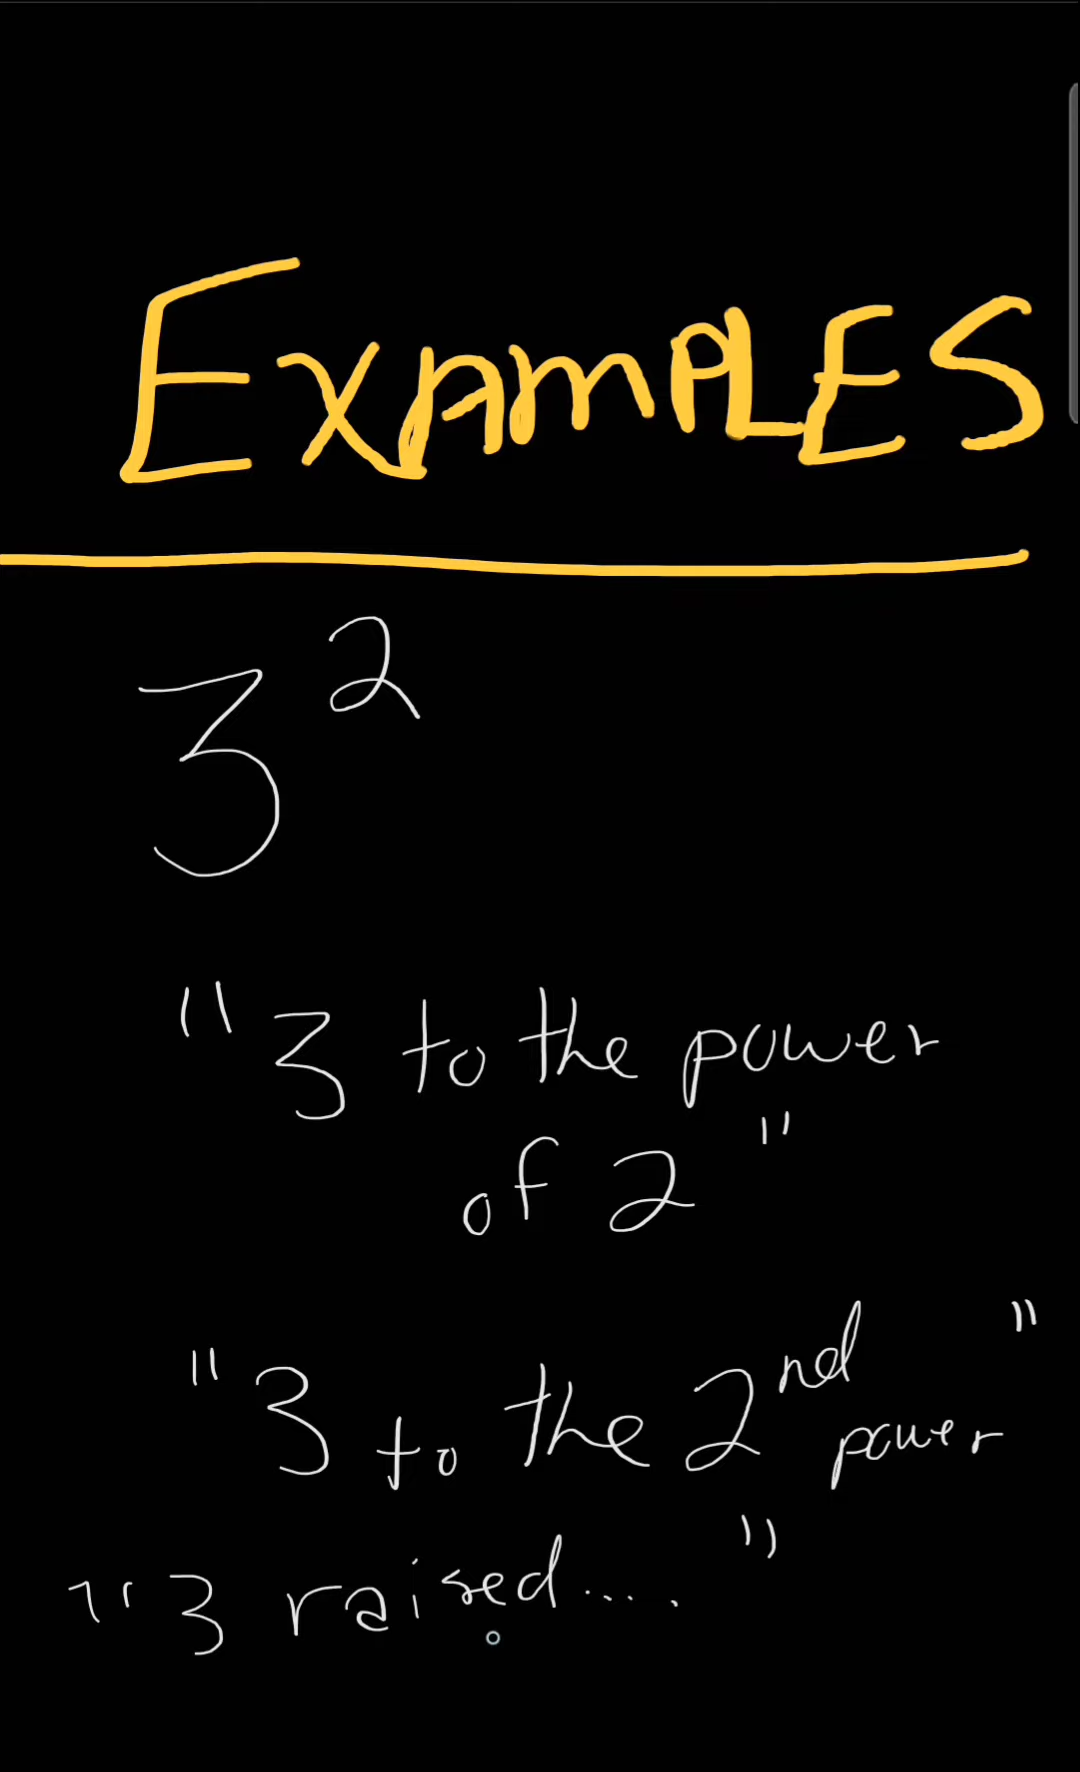 EXAMPLES
3²
"3 to the power
of 2"
"3 to the 2nd power"
"3 raised...."